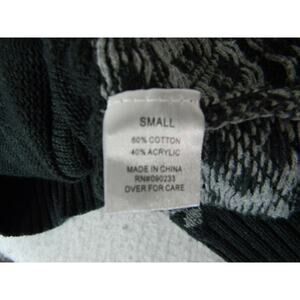 SMALL
60% COTTON
40% ACRYLIC
MADE IN CHINA
RN#090233
OVER FOR CARE